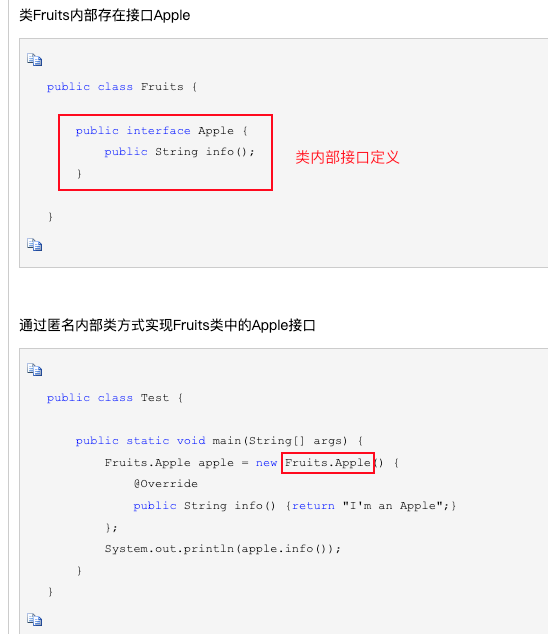 类Fruits内部存在接口Apple
public class Fruits {
public interface Apple {
public String info();
}
类内部接口定义
}
通过匿名内部类方式实现Fruits类中的Apple接口
public class Test {
public static void main(String[] args) {
Fruits.Apple apple = new Fruits.Apple() {
@Override
public String info() {return "I'm an Apple";}
};
System.out.println(apple.info());
}
}